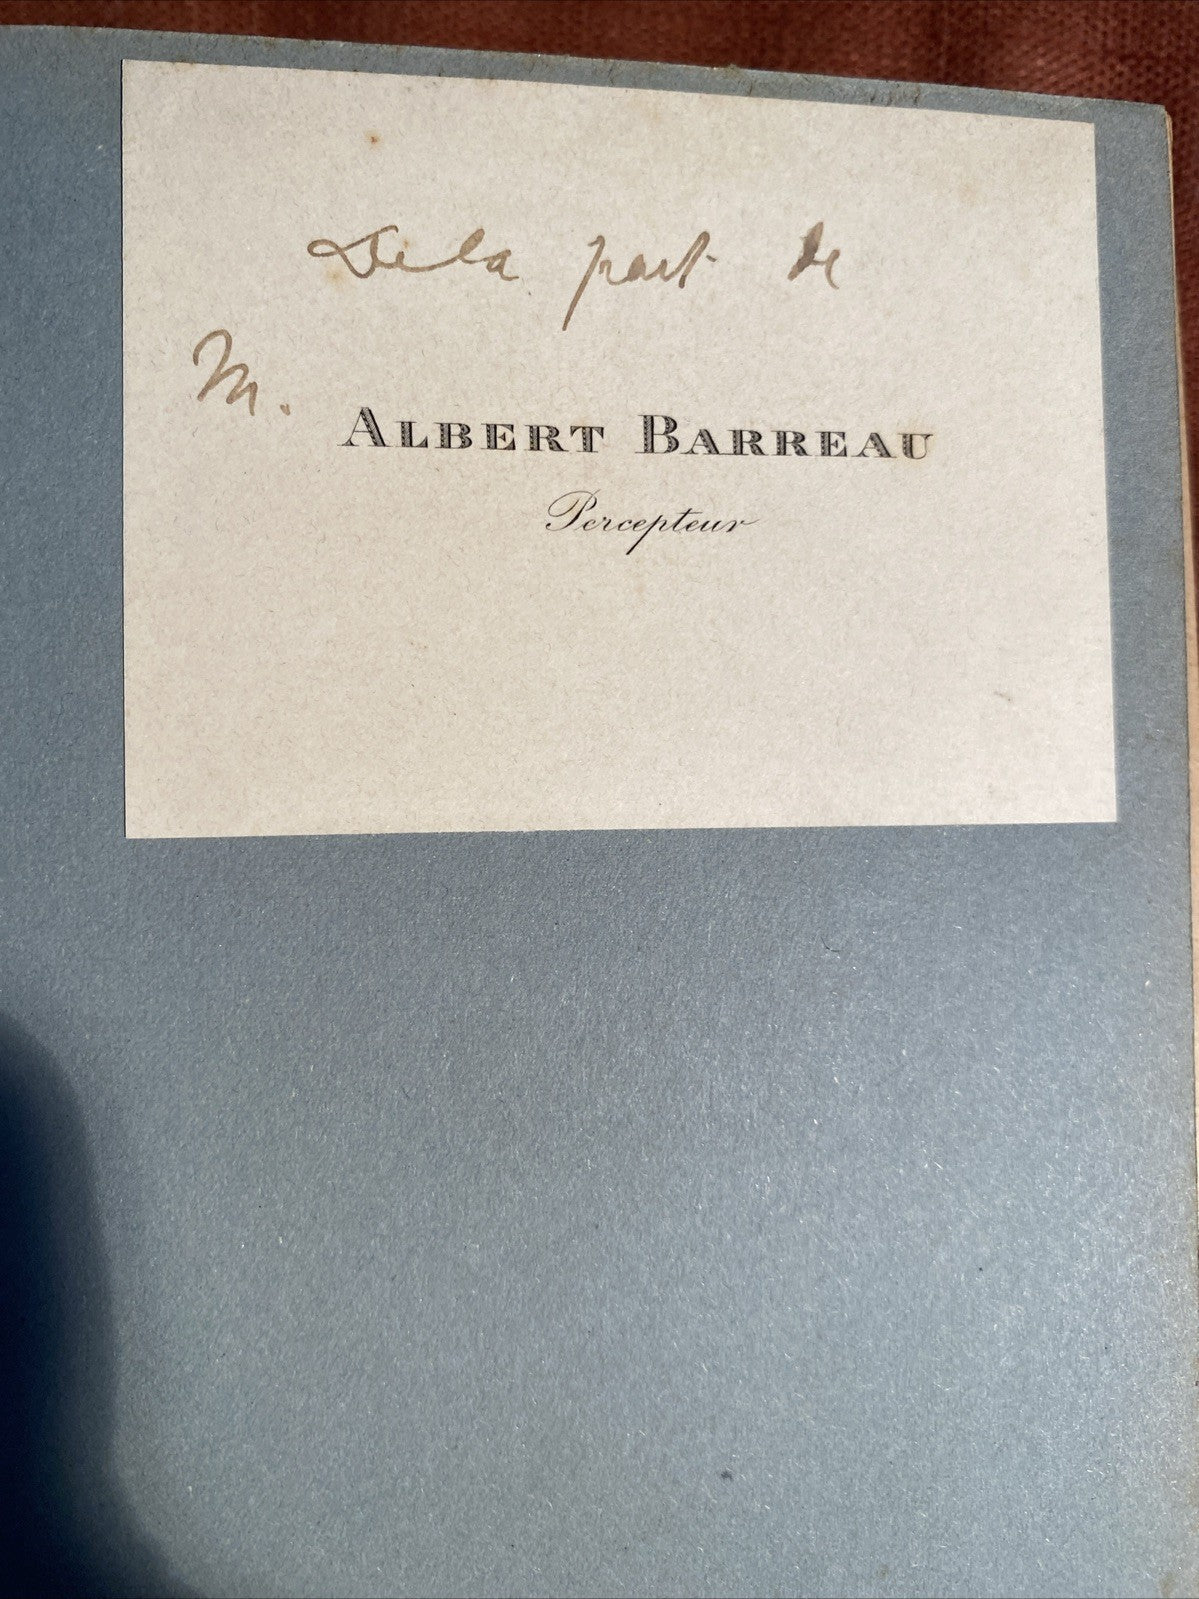 De la part de
M. ALBERT BARREAU
Percepteur